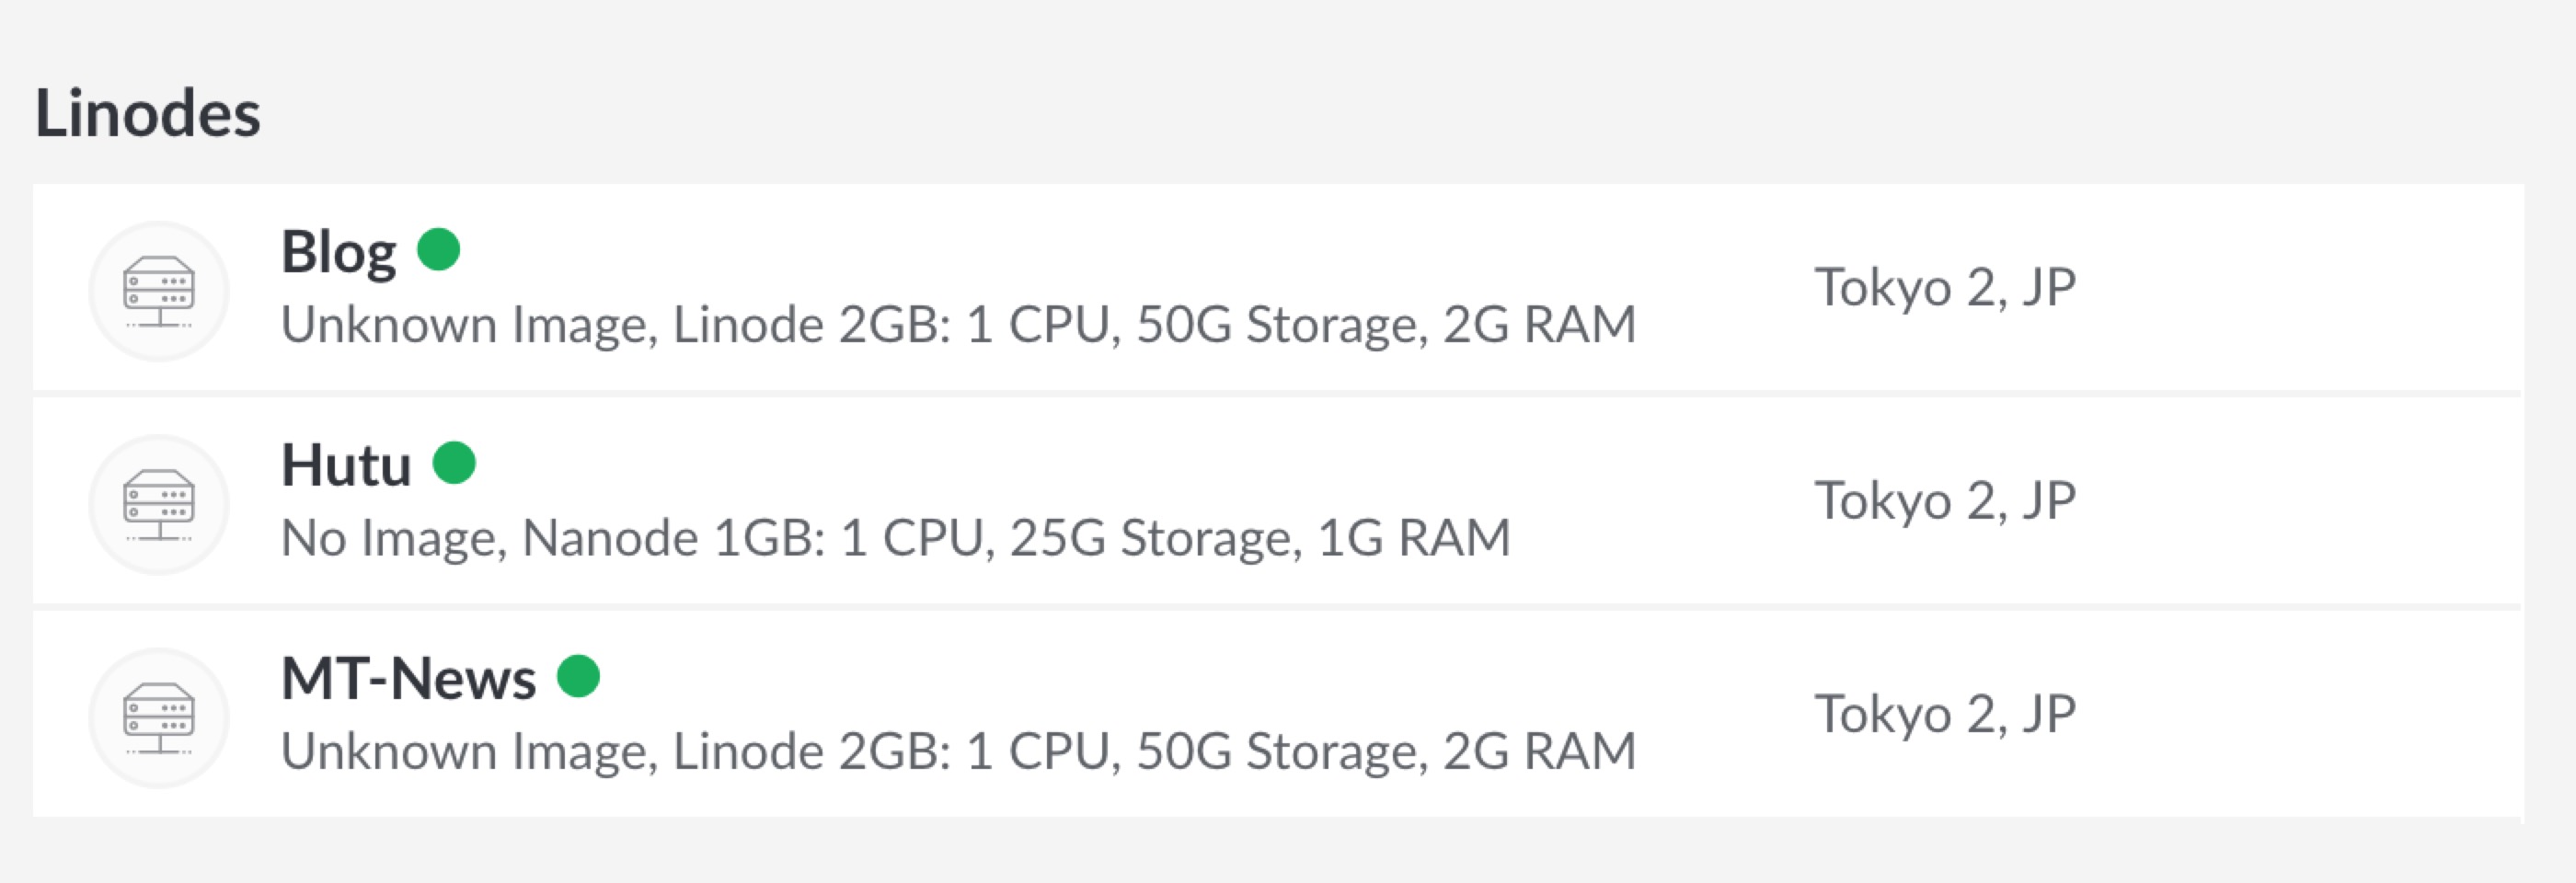 Linodes
Blog
Unknown Image, Linode 2GB: 1 CPU, 50G Storage, 2G RAM
Tokyo 2, JP
Hutu
No Image, Nanode 1GB: 1 CPU, 25G Storage, 1G RAM
Tokyo 2, JP
MT-News
Unknown Image, Linode 2GB: 1 CPU, 50G Storage, 2G RAM
Tokyo 2, JP